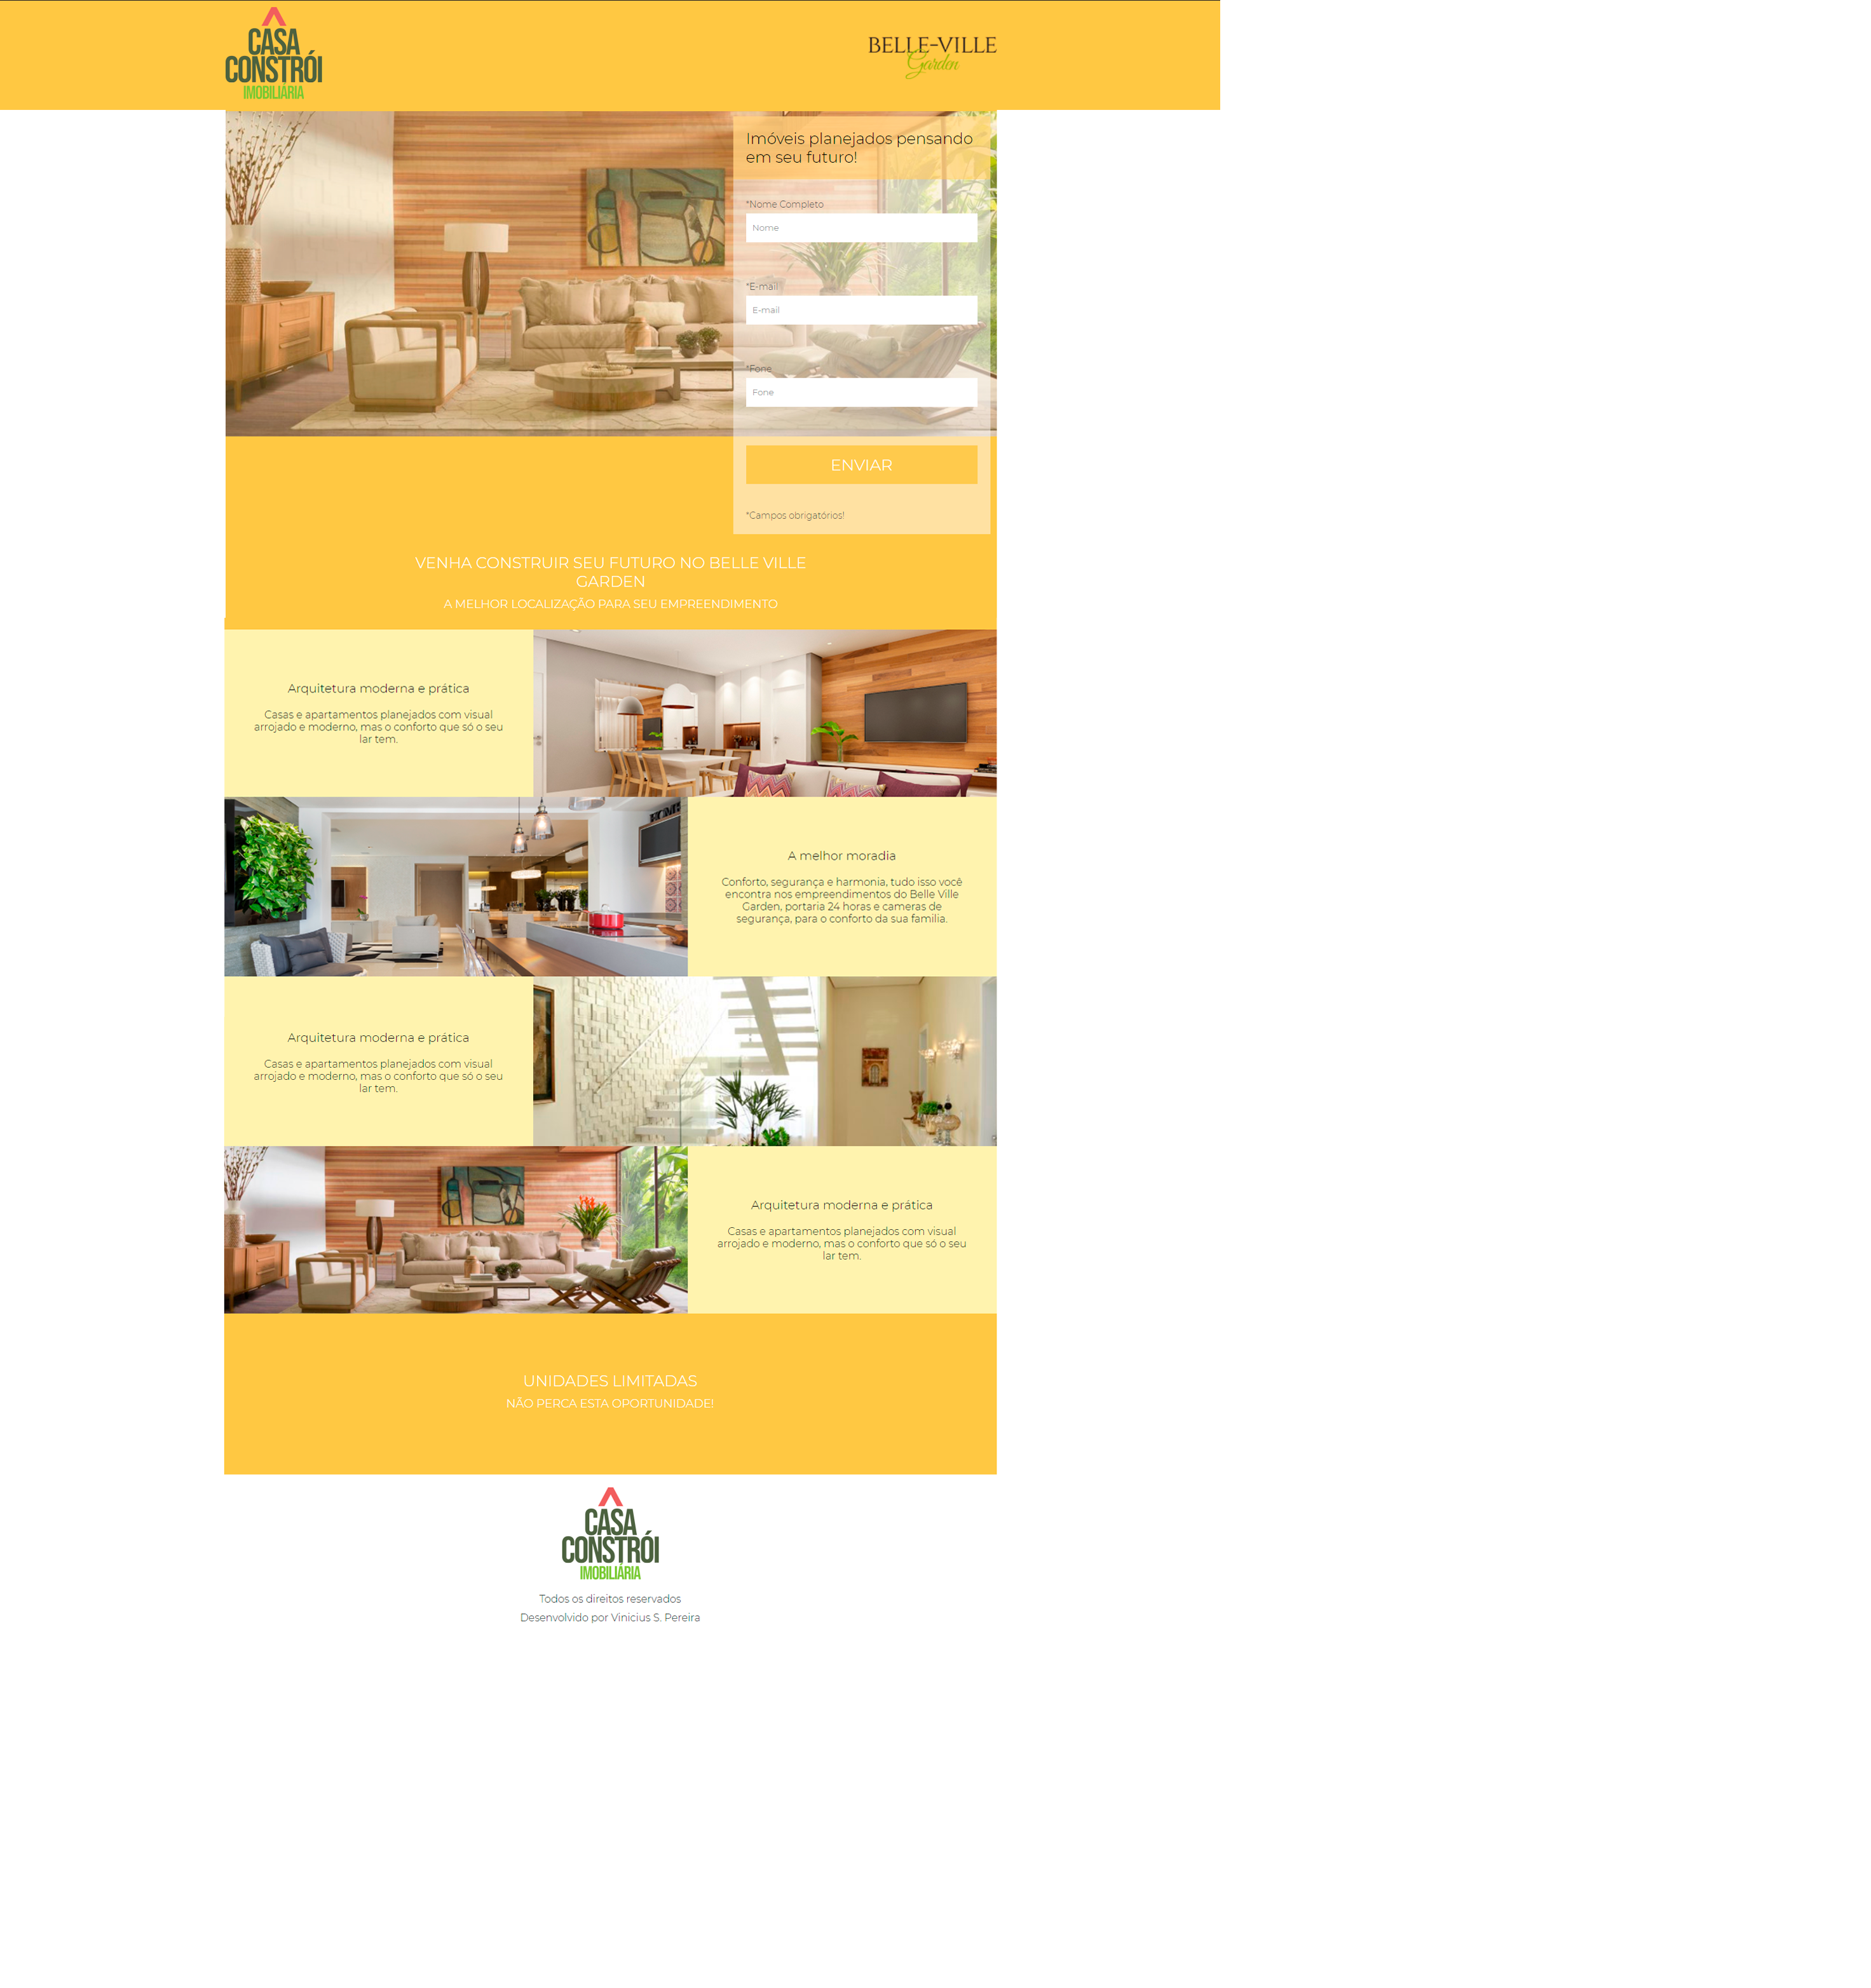 CASA
CONSTRÓI
IMOBILIÁRIA
BELLE-VILLE
Garden
Imóveis planejados pensando
em seu futuro!
*Nome Completo
Nome
*E-mail
E-mail
*Fone
Fone
ENVIAR
*Campos obrigatórios!
VENHA CONSTRUIR SEU FUTURO NO BELLE VILLE
GARDEN
A MELHOR LOCALIZAÇÃO PARA SEU EMPREENDIMENTO
Arquitetura moderna e prática
Casas e apartamentos planejados com visual
arrojado e moderno, mas o conforto que só o seu
lar tem.
HOME
A melhor moradia
Conforto, segurança e harmonia, tudo isso você
encontra nos empreendimentos do Belle Ville
Garden, portaria 24 horas e cameras de
segurança, para o conforto da sua família.
Arquitetura moderna e prática
Casas e apartamentos planejados com visual
arrojado e moderno, mas o conforto que só o seu
lar tem.
Arquitetura moderna e prática
Casas e apartamentos planejados com visual
arrojado e moderno, mas o conforto que só o seu
lar tem.
UNIDADES LIMITADAS
NÃO PERCA ESTA OPORTUNIDADE!
CASA
CONSTRÓI
IMOBILIÁRIA
Todos os direitos reservados
Desenvolvido por Vinicius S. Pereira